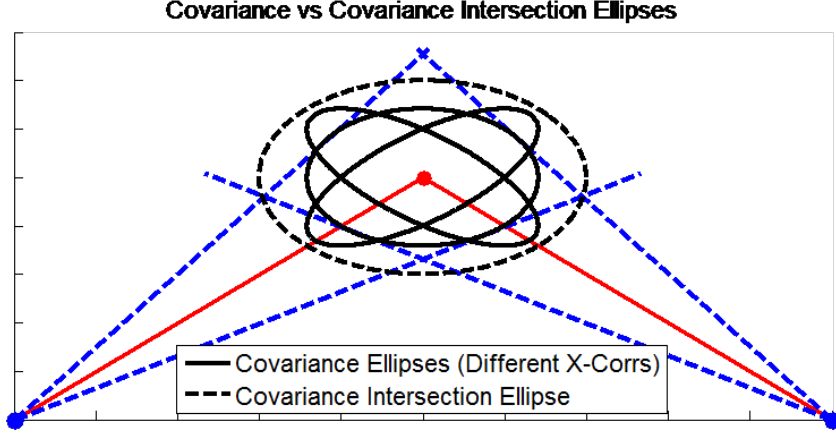 Covariance vs Covariance Intersection Ellipses
Covariance Ellipses (Different X-Corrs)
Covariance Intersection Ellipse